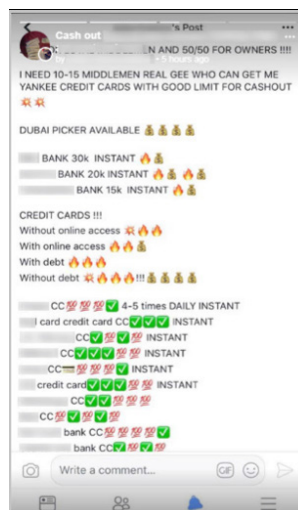 's Post
Cash out
EN AND 50/50 FOR OWNERS !!!!
5 hours ago
I NEED 10-15 MIDDLEMEN REAL GEE WHO CAN GET ME
YANKEE CREDIT CARDS WITH GOOD LIMIT FOR CASHOUT
💥💥
DUBAI PICKER AVAILABLE 💰💰💰💰
BANK 30k INSTANT 🔥💰
BANK 20k INSTANT 🔥💰 🔥💰
BANK 15k INSTANT 🔥💰
CREDIT CARDS !!!
Without online access 💥🔥🔥
With online access 🔥🔥💰
With debt 🔥🔥🔥
Without debt 💥🔥🔥🔥!!!💰💰💰💰
CC💯💯💯✅ 4-5 times DAILY INSTANT
card credit card CC✅✅✅ INSTANT
CC✅💯✅💯 INSTANT
CC✅✅✅💯💯 INSTANT
CC💳💯💯💯✅ INSTANT
credit card✅✅✅💯💯 INSTANT
CC✅✅💯💯💯
CC💯✅💯✅💯
bank CC💯💯💯💯✅
bank CC💯✅💯✅
Write a comment...
GIF